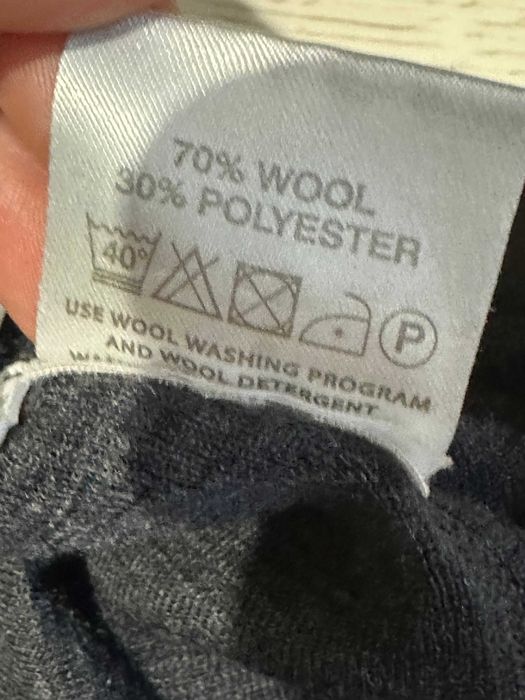 70% WOOL
30% POLYESTER
40° P
USE WOOL WASHING PROGRAM
AND WOOL DETERGENT